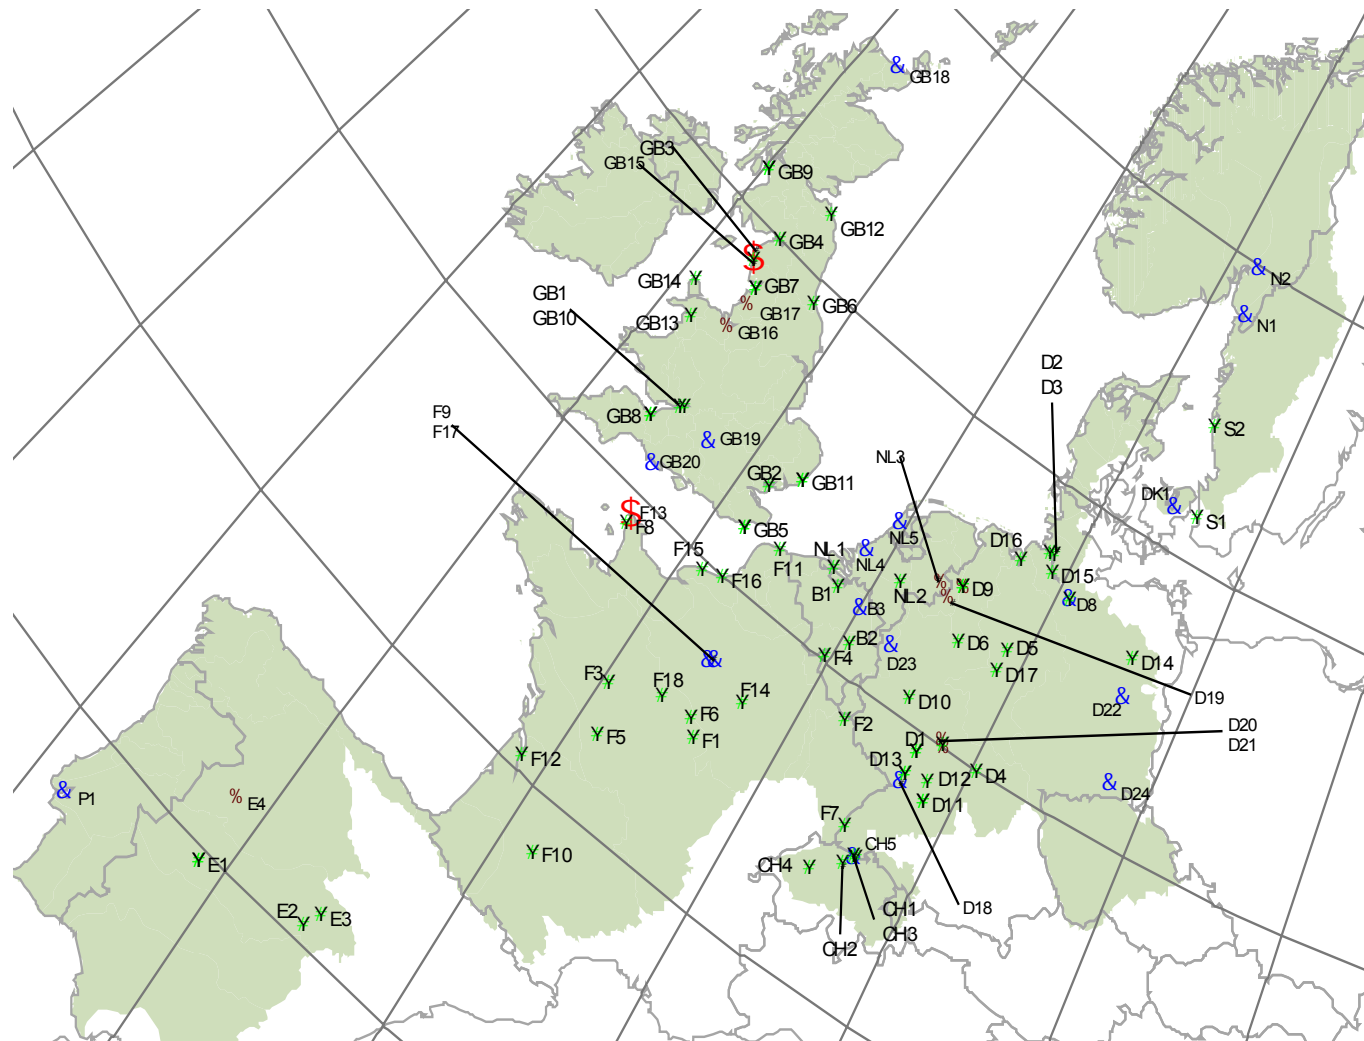 GB18
GB3
GB15
GB9
GB12
GB4
GB14
GB7
GB1
GB17
GB6
GB10
GB13
GB16
N2
N1
D2
D3
F9
F17
GB8
GB19
S2
GB20
GB2
GB11
NL3
DK1
F13
F8
GB5
NL5
S1
F15
F11
NL1
NL4
D16
F16
B1
NL2
D9
D15
D8
B3
B2
D6
D5
F4
D23
D14
F3
F18
F14
D17
D10
D22
D19
F6
F2
F5
F1
D1
D20
D21
F12
D13
D12
D4
P1
E4
D24
D11
F7
F10
CH5
E1
CH4
E2
E3
CH1
D18
CH2
CH3